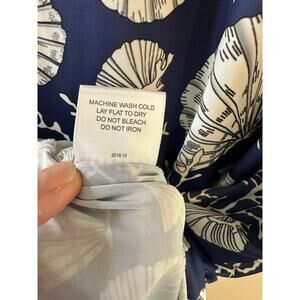 MACHINE WASH COLD
LAY FLAT TO DRY
DO NOT BLEACH
DO NOT IRON
2018.10